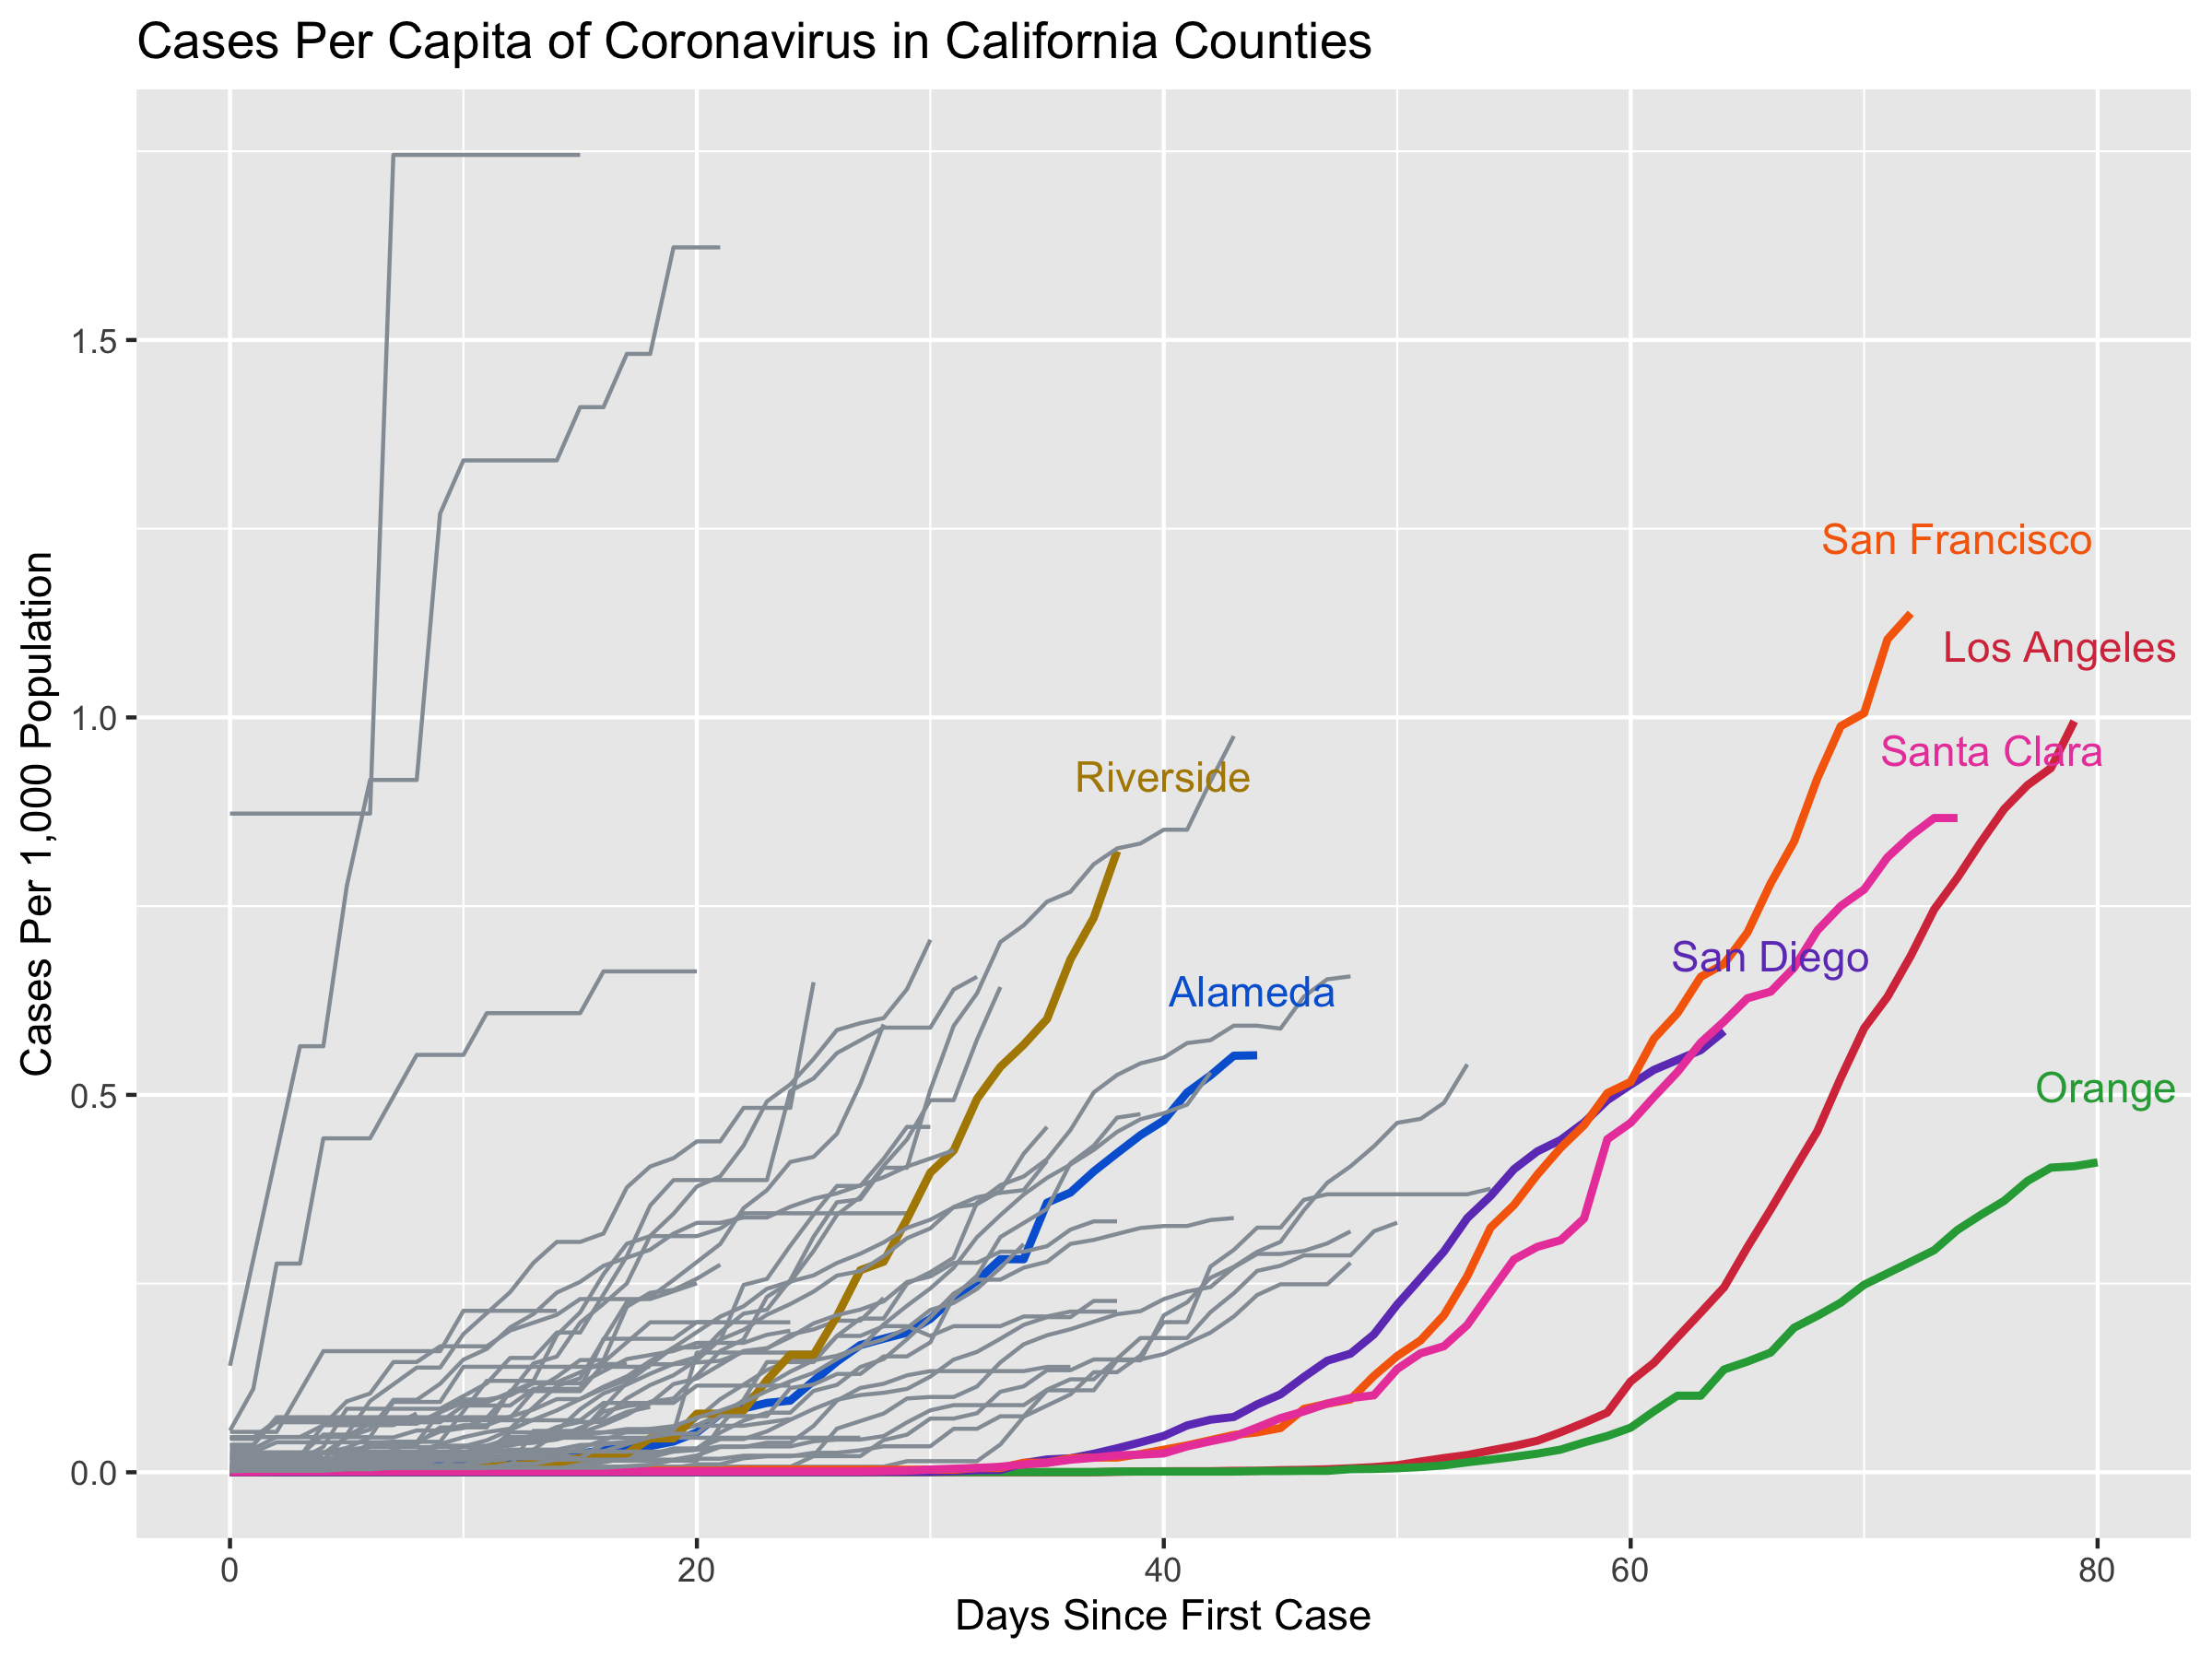 Cases Per Capita of Coronavirus in California Counties
Cases Per 1,000 Population
1.5
1.0
0.5
0.0
San Francisco
Los Angeles
Santa Clara
Riverside
San Diego
Alameda
Orange
0 20 40 60 80
Days Since First Case